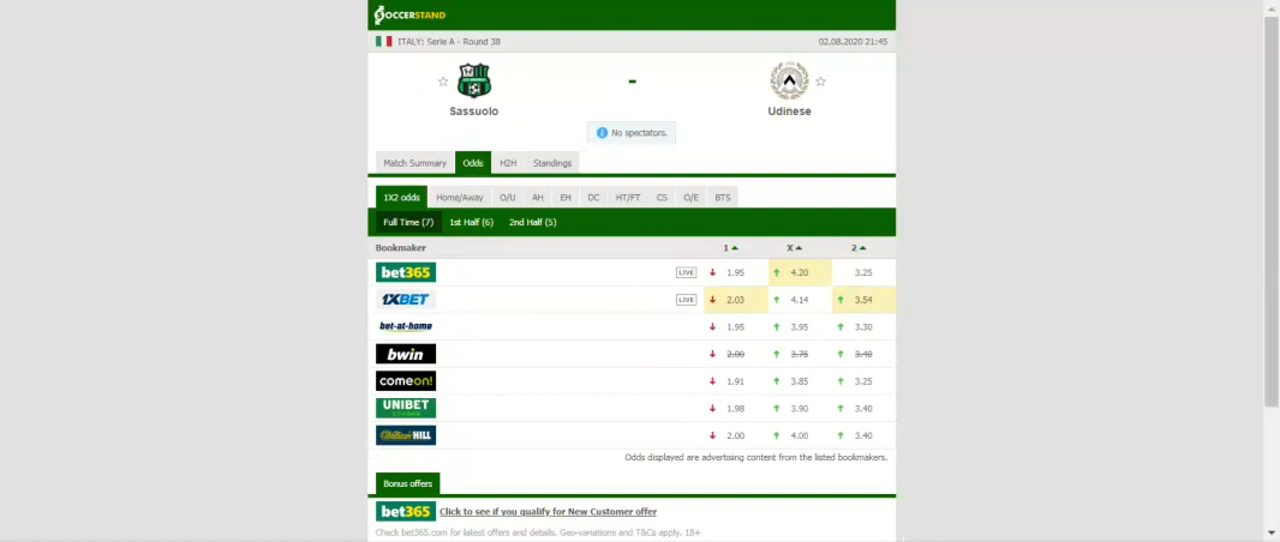 SOCCERSTAND
ITALY: Serie A - Round 38 02.08.2020 21:45
-
Sassuolo Udinese
No spectators.
Match Summary Odds H2H Standings
1X2 odds Home/Away O/U AH EH DC HT/FT CS O/E BTS
Full Time (7) 1st Half (6) 2nd Half (5)
Bookmaker 1 X 2
bet365 LIVE 1.95 4.20 3.25
1XBET LIVE 2.03 4.14 3.54
bet-at-home 1.95 3.95 3.30
bwin 2.00 3.75 3.40
comeon! 1.91 3.85 3.25
UNIBET 1.98 3.90 3.40
William HILL 2.00 4.00 3.40
Odds displayed are advertising content from the listed bookmakers.
Bonus offers
bet365 Click to see if you qualify for New Customer offer
Check bet365.com for latest offers and details. Geo-variations and T&Cs apply. 18+